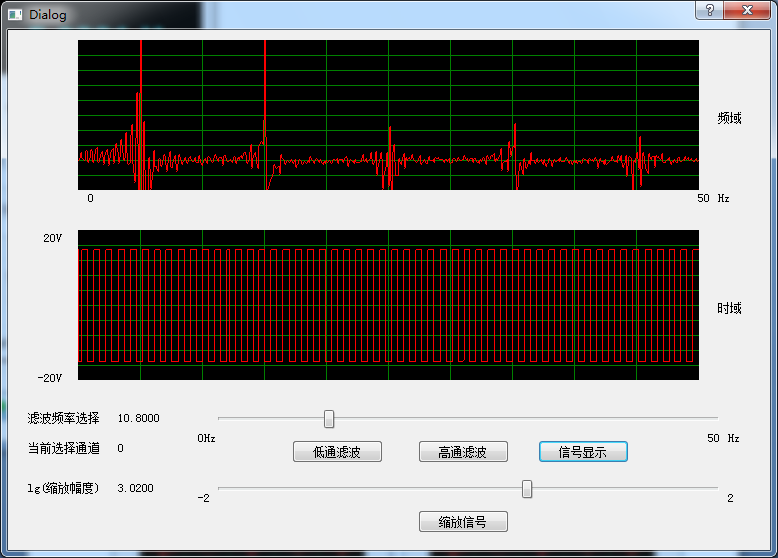 Dialog
频域
0
50 Hz
20V
时域
-20V
滤波频率选择 10.8000
0Hz
50 Hz
当前选择通道 0
低通滤波 高通滤波 信号显示
lg(缩放幅度) 3.0200
-2
2
缩放信号